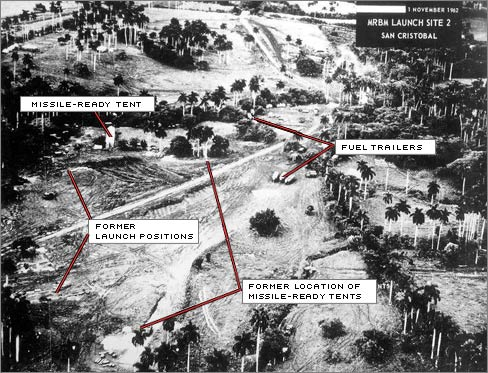 1 NOVEMBER 1962
MRBM LAUNCH SITE 2
SAN CRISTOBAL
MISSILE-READY TENT
FUEL TRAILERS
FORMER
LAUNCH POSITIONS
FORMER LOCATION OF
MISSILE-READY TENTS